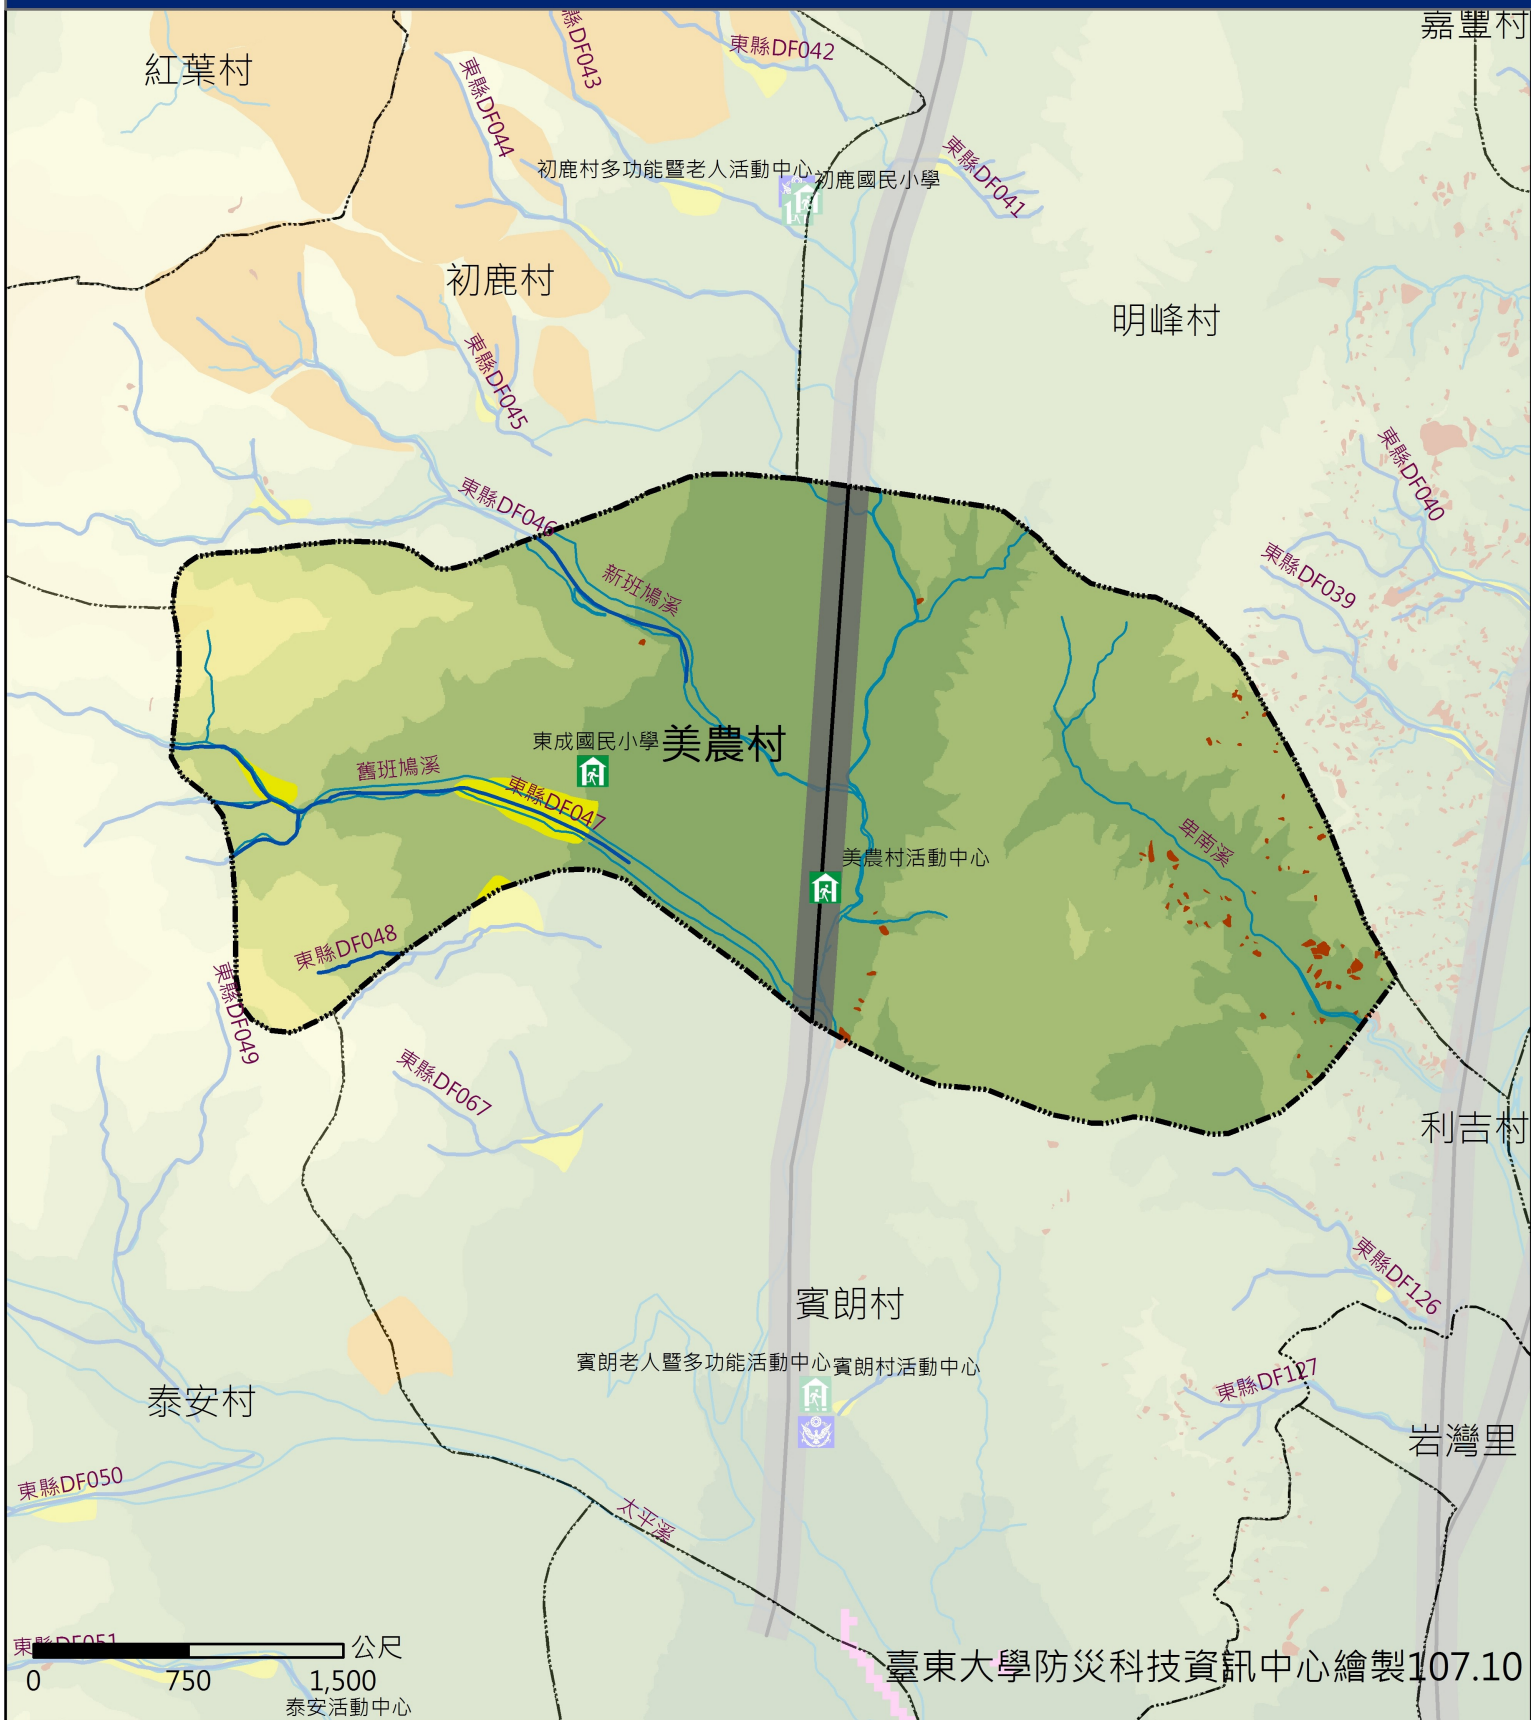 嘉豐村
紅葉村
東縣DF043
東縣DF042
東縣DF044
初鹿村多功能暨老人活動中心
初鹿國民小學
東縣DF041
初鹿村
明峰村
東縣DF045
東縣DF040
東縣DF046
東縣DF039
新班鳩溪
東成國民小學
美農村
舊班鳩溪
東縣DF047
卑南溪
美農村活動中心
東縣DF048
東縣DF049
東縣DF067
利吉村
東縣DF126
賓朗村
賓朗老人暨多功能活動中心
賓朗村活動中心
東縣DF127
泰安村
岩灣里
東縣DF050
太平溪
東縣DF051
公尺
0 750 1,500
泰安活動中心
臺東大學防災科技資訊中心繪製107.10